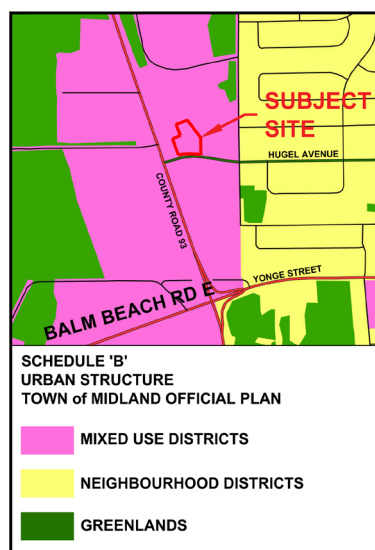 SUBJECT
SITE
HUGEL AVENUE
COUNTY ROAD 93
YONGE STREET
BALM BEACH RD E
SCHEDULE 'B'
URBAN STRUCTURE
TOWN of MIDLAND OFFICIAL PLAN
MIXED USE DISTRICTS
NEIGHBOURHOOD DISTRICTS
GREENLANDS